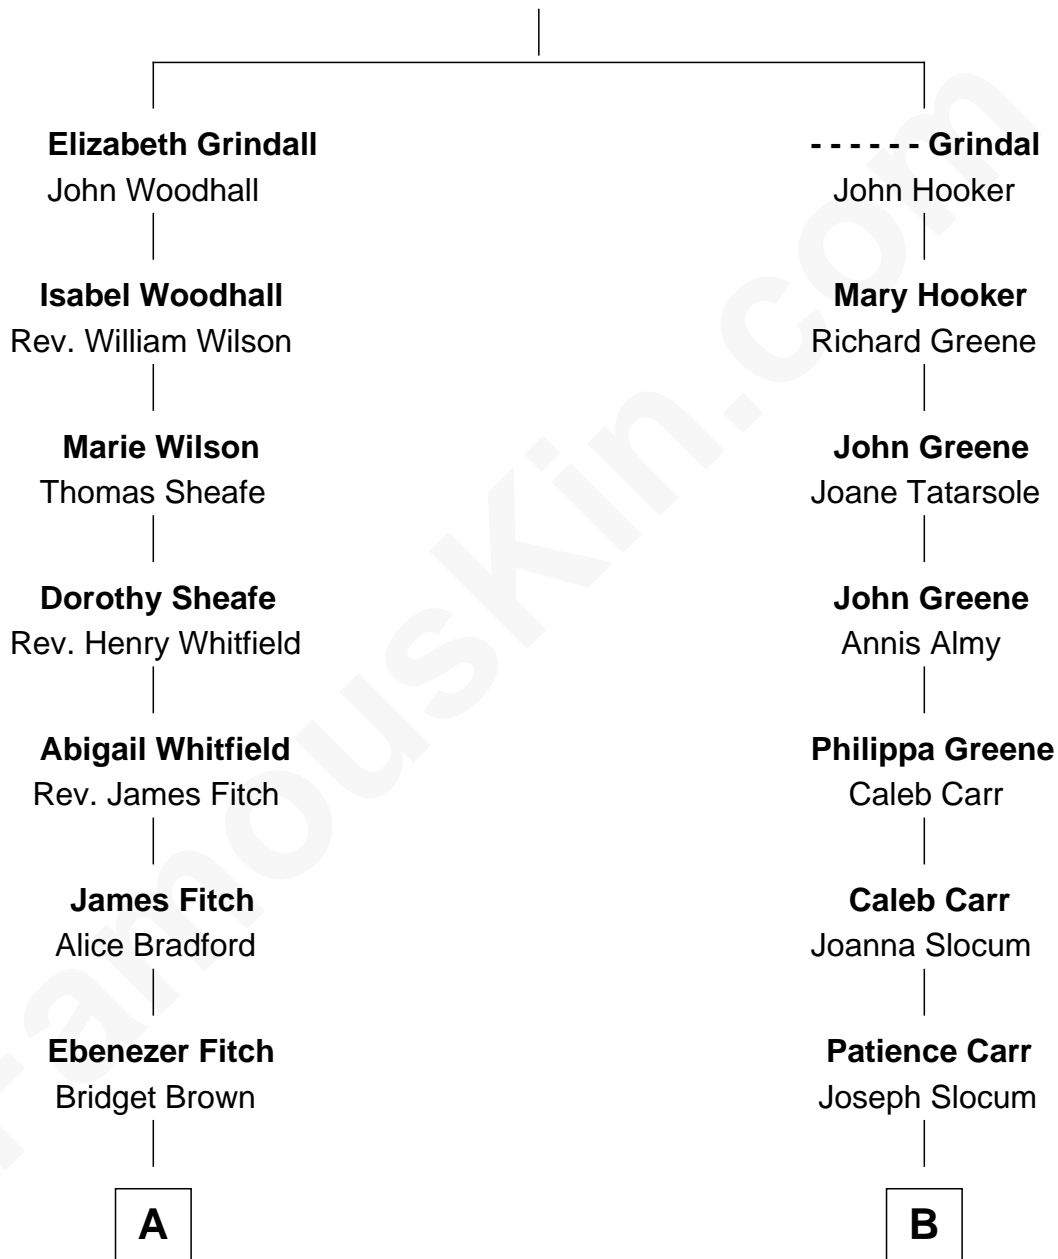 Elizabeth Grindall
John Woodhall
Isabel Woodhall
Rev. William Wilson
Marie Wilson
Thomas Sheafe
Dorothy Sheafe
Rev. Henry Whitfield
Abigail Whitfield
Rev. James Fitch
James Fitch
Alice Bradford
Ebenezer Fitch
Bridget Brown
A
- - - - - - Grindal
John Hooker
Mary Hooker
Richard Greene
John Greene
Joane Tatarsole
John Greene
Annis Almy
Philippa Greene
Caleb Carr
Caleb Carr
Joanna Slocum
Patience Carr
Joseph Slocum
B
FamousKin.com